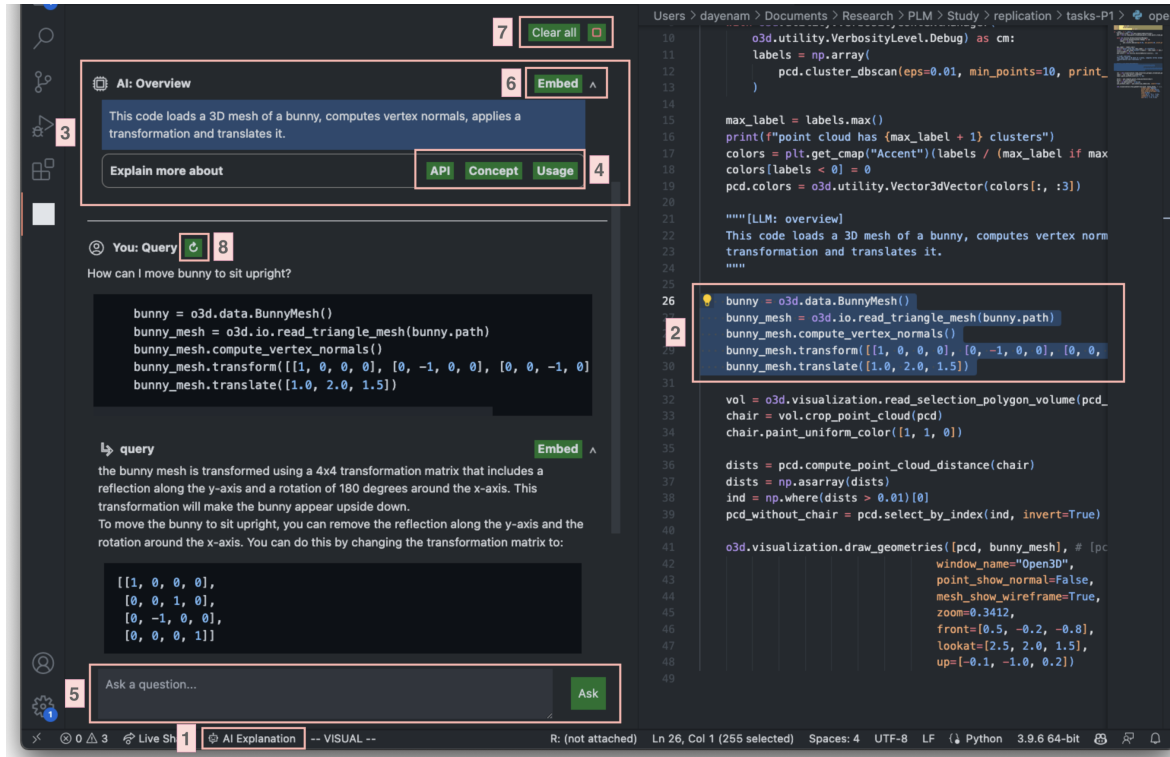 7 Clear all
Users > dayenam > Documents > Research > PLM > Study > replication > tasks-P1 > ope
AI: Overview
6 Embed
3
This code loads a 3D mesh of a bunny, computes vertex normals, applies a
transformation and translates it.
Explain more about
API Concept Usage 4
You: Query 8
How can I move bunny to sit upright?
bunny = o3d.data.BunnyMesh()
bunny_mesh = o3d.io.read_triangle_mesh(bunny.path)
bunny_mesh.compute_vertex_normals()
bunny_mesh.transform([[1, 0, 0, 0], [0, -1, 0, 0], [0, 0, -1, 0]
bunny_mesh.translate([1.0, 2.0, 1.5])
query
Embed
the bunny mesh is transformed using a 4x4 transformation matrix that includes a
reflection along the y-axis and a rotation of 180 degrees around the x-axis. This
transformation will make the bunny appear upside down.
To move the bunny to sit upright, you can remove the reflection along the y-axis and the
rotation around the x-axis. You can do this by changing the transformation matrix to:
[[1, 0, 0, 0],
[0, 0, 1, 0],
[0, -1, 0, 0],
[0, 0, 0, 1]]
5
Ask a question...
Ask
10 o3d.utility.VerbosityLevel.Debug) as cm:
11 labels = np.array(
12 pcd.cluster_dbscan(eps=0.01, min_points=10, print_
13 )
14
15 max_label = labels.max()
16 print(f"point cloud has {max_label + 1} clusters")
17 colors = plt.get_cmap("Accent")(labels / (max_label if max
18 colors[labels < 0] = 0
19 pcd.colors = o3d.utility.Vector3dVector(colors[:, :3])
20
21 """[LLM: overview]
22 This code loads a 3D mesh of a bunny, computes vertex norm
23 transformation and translates it.
24 """
25
26 bunny = o3d.data.BunnyMesh()
bunny_mesh = o3d.io.read_triangle_mesh(bunny.path)
2 bunny_mesh.compute_vertex_normals()
29 bunny_mesh.transform([[1, 0, 0, 0], [0, -1, 0, 0], [0, 0,
30 bunny_mesh.translate([1.0, 2.0, 1.5])
31
32 vol = o3d.visualization.read_selection_polygon_volume(pcd_
33 chair = vol.crop_point_cloud(pcd)
34 chair.paint_uniform_color([1, 1, 0])
35
36 dists = pcd.compute_point_cloud_distance(chair)
37 dists = np.asarray(dists)
38 ind = np.where(dists > 0.01)[0]
39 pcd_without_chair = pcd.select_by_index(ind, invert=True)
40
41 o3d.visualization.draw_geometries([pcd, bunny_mesh], # [pc
42 window_name="Open3D",
43 point_show_normal=False,
44 mesh_show_wireframe=True,
45 zoom=0.3412,
46 front=[0.5, -0.2, -0.8],
47 lookat=[2.5, 2.0, 1.5],
48 up=[-0.1, -1.0, 0.2])
49
1
0 3 Live Sh 1 AI Explanation -- VISUAL -- R: (not attached) Ln 26, Col 1 (255 selected) Spaces: 4 UTF-8 LF Python 3.9.6 64-bit